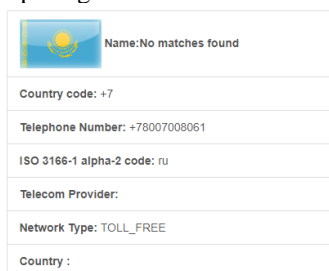 Name:No matches found
Country code: +7
Telephone Number: +78007008061
ISO 3166-1 alpha-2 code: ru
Telecom Provider:
Network Type: TOLL_FREE
Country :